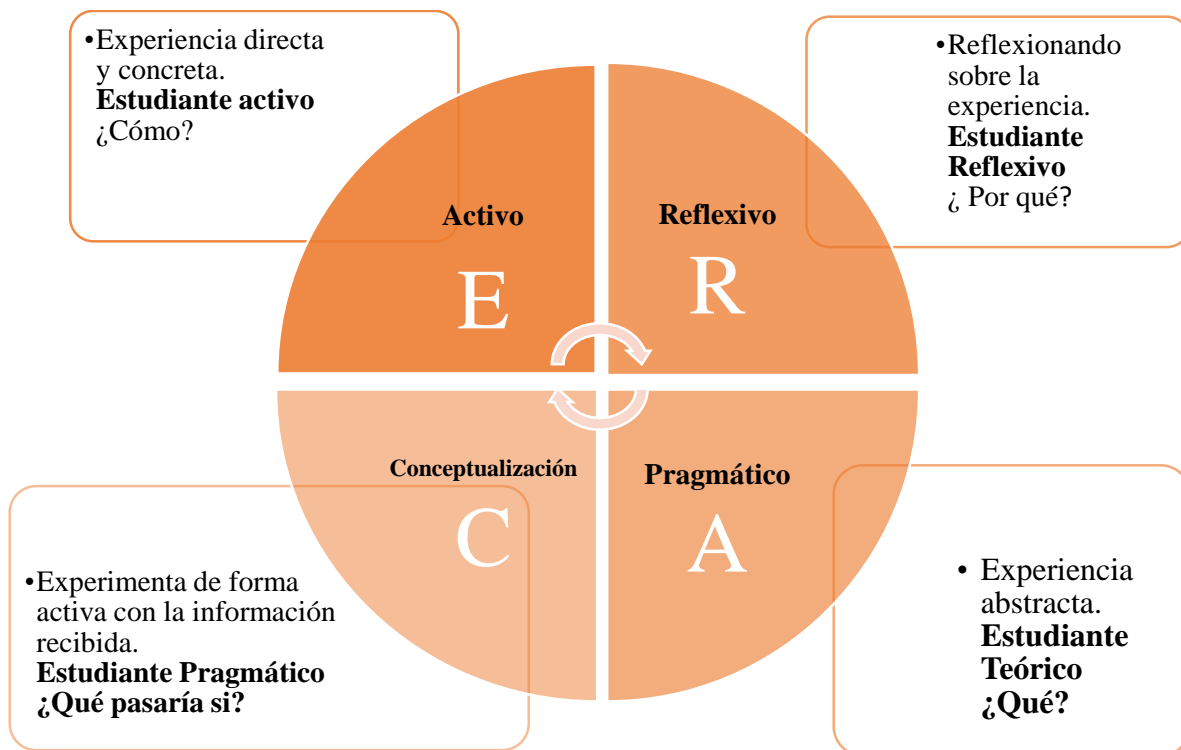 •Experiencia directa
y concreta.
Estudiante activo
¿Cómo?
•Reflexionando
sobre la
experiencia.
Estudiante
Reflexivo
¿ Por qué?
Activo
E
Reflexivo
R
Conceptualización
C
Pragmático
A
•Experimenta de forma
activa con la información
recibida.
Estudiante Pragmático
¿Qué pasaría si?
• Experiencia
abstracta.
Estudiante
Teórico
¿Qué?